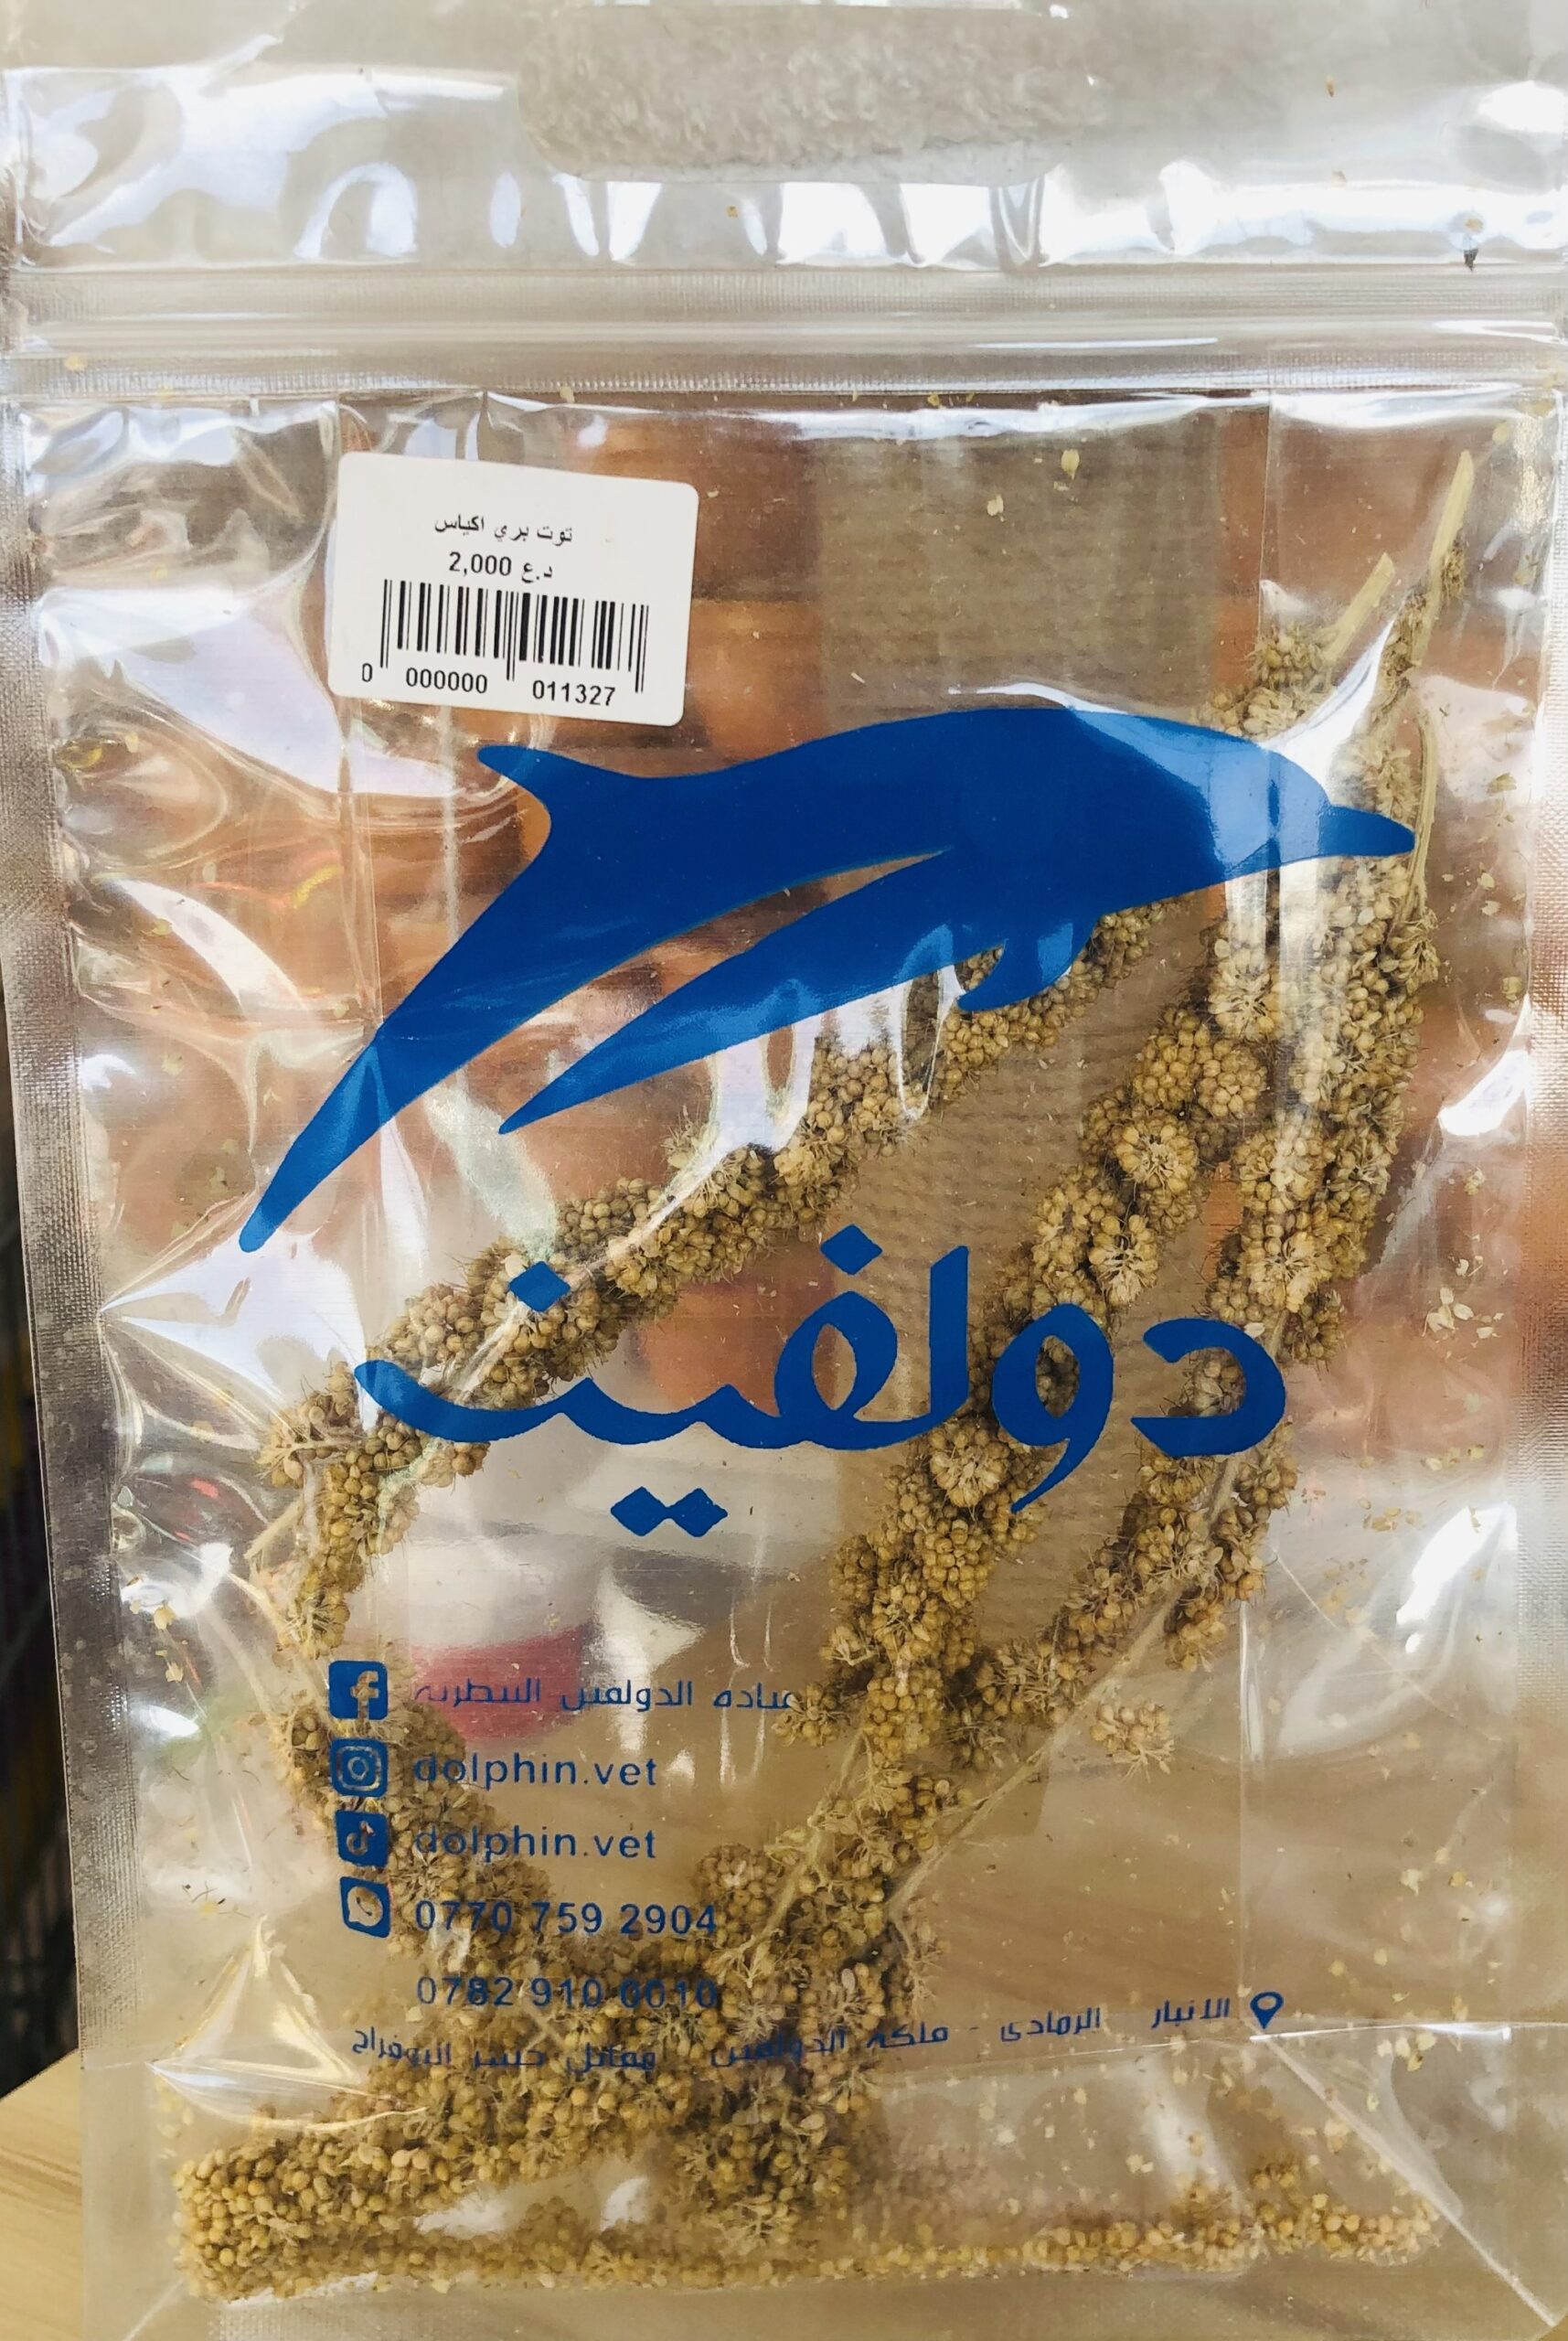 توت بري اكياس
د.ع 2,000
0 000000 011327
دولفين
عيادة الدولفين البيطرية
dolphin.vet
dolphin.vet
0770 759 2904
0782 910 0010
الانبار الرمادي - ملكة الدولفين مقابل جسر البوفراج